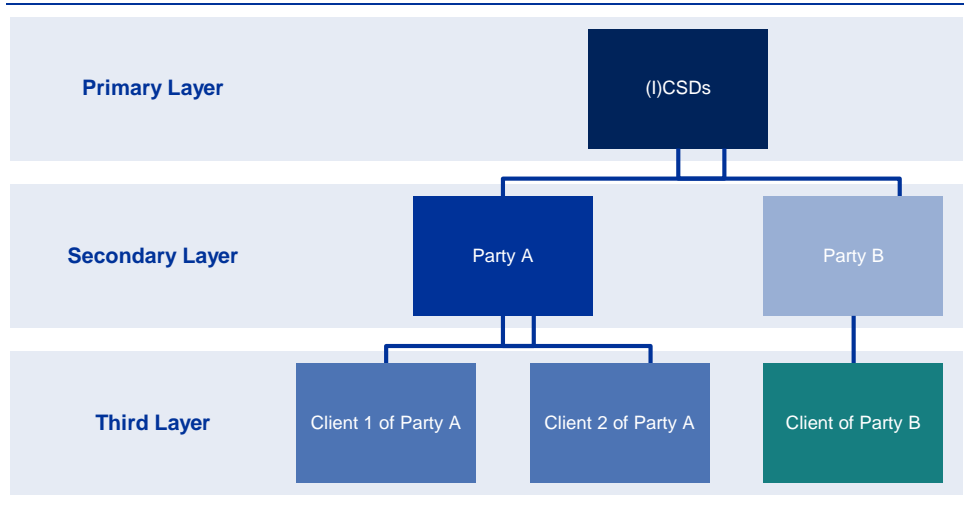 Primary Layer
(I)CSDs
Secondary Layer
Party A
Party B
Third Layer
Client 1 of Party A
Client 2 of Party A
Client of Party B